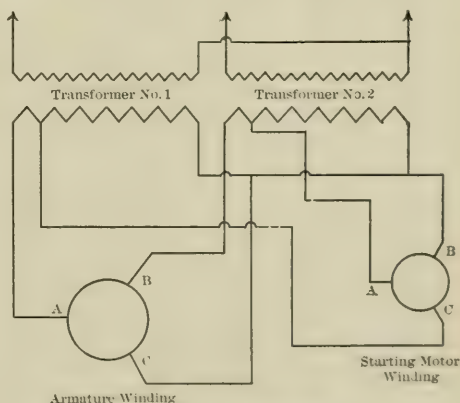 Transformer No. 1
Transformer No. 2
B
A
C
B
A
C
Starting Motor
Winding
Armature Winding